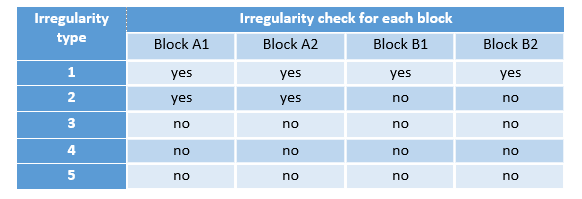 Irregularity type Irregularity check for each block
Block A1 Block A2 Block B1 Block B2
1 yes yes yes yes
2 yes yes no no
3 no no no no
4 no no no no
5 no no no no